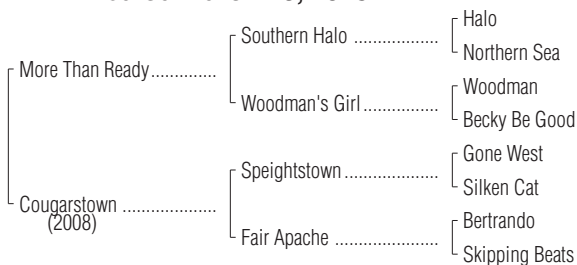 Halo
Southern Halo ...................
Northern Sea
More Than Ready..............
Woodman
Woodman's Girl .................
Becky Be Good
Gone West
Speightstown.....................
Silken Cat
Cougarstown ....................
(2008)
Bertrando
Fair Apache .......................
Skipping Beats